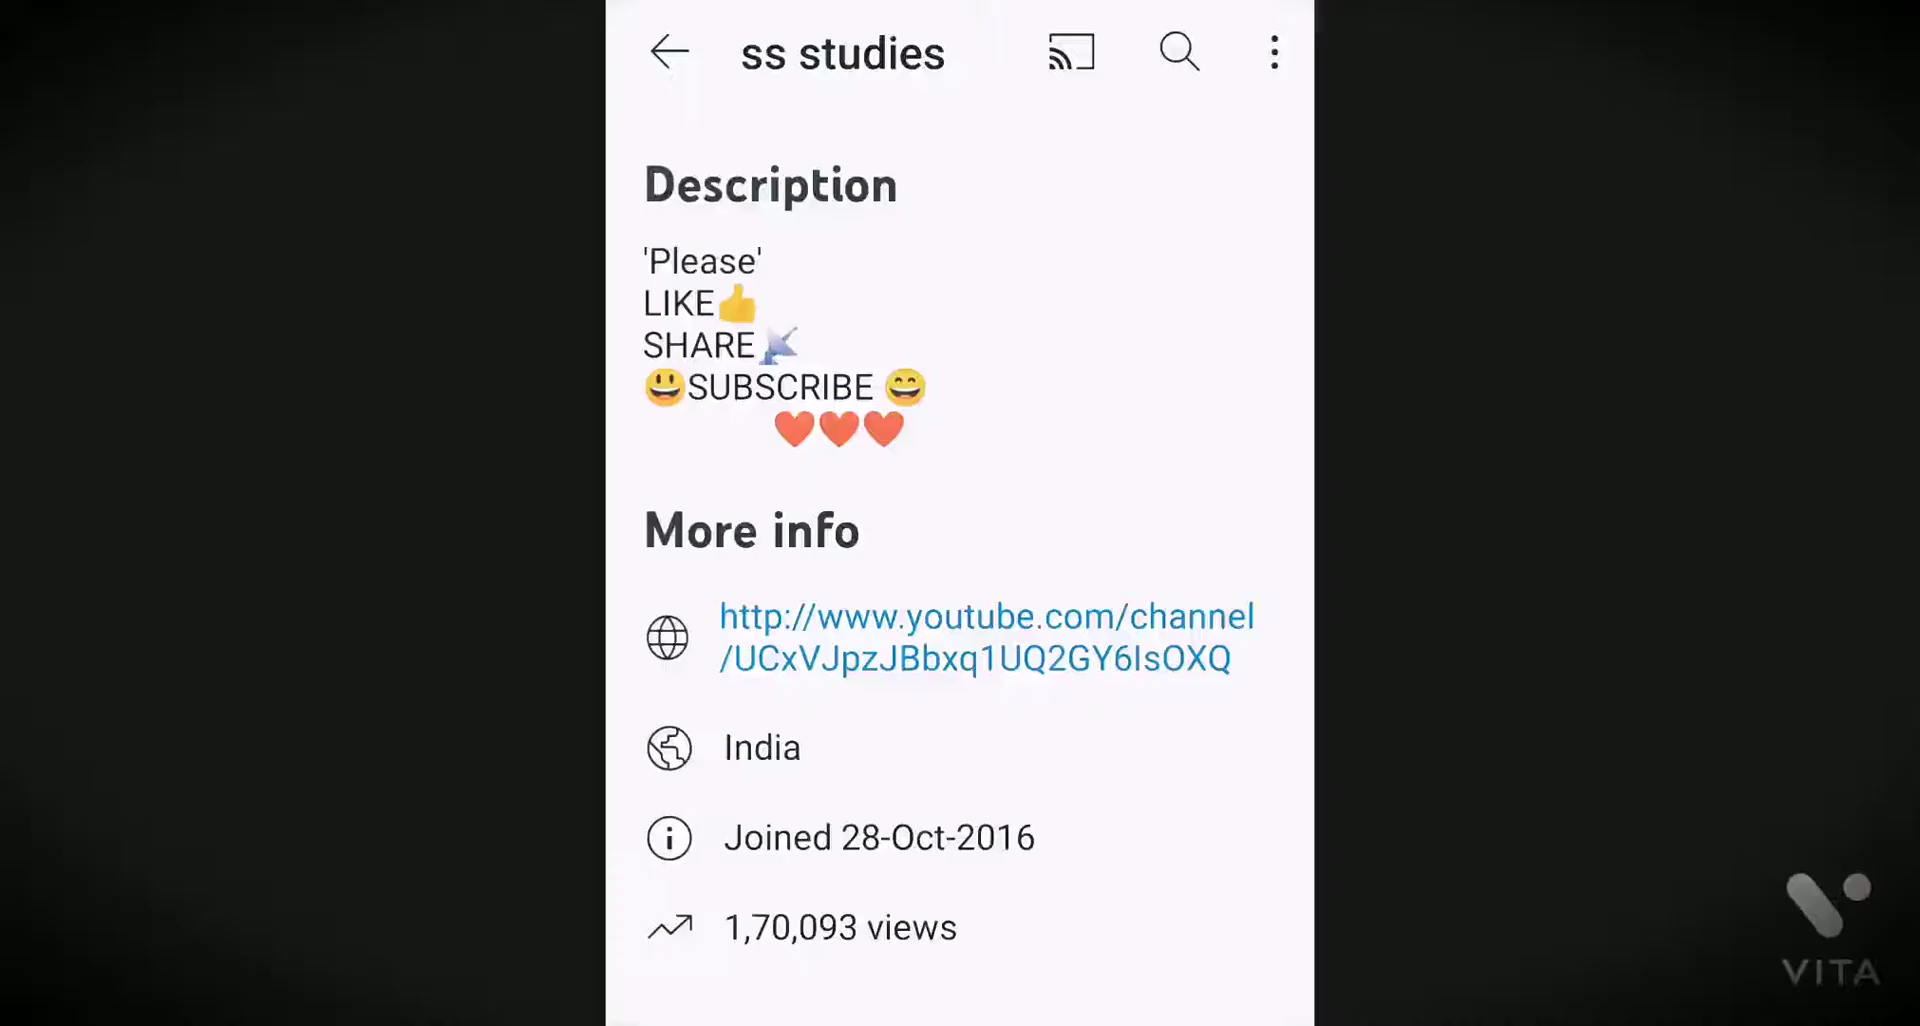 ss studies
Description
'Please'
LIKE👍
SHARE📡
😃SUBSCRIBE 😄
❤️❤️❤️
More info
http://www.youtube.com/channel
/UCxVJpzJBbxq1UQ2GY6IsOXQ
India
Joined 28-Oct-2016
1,70,093 views
VITA